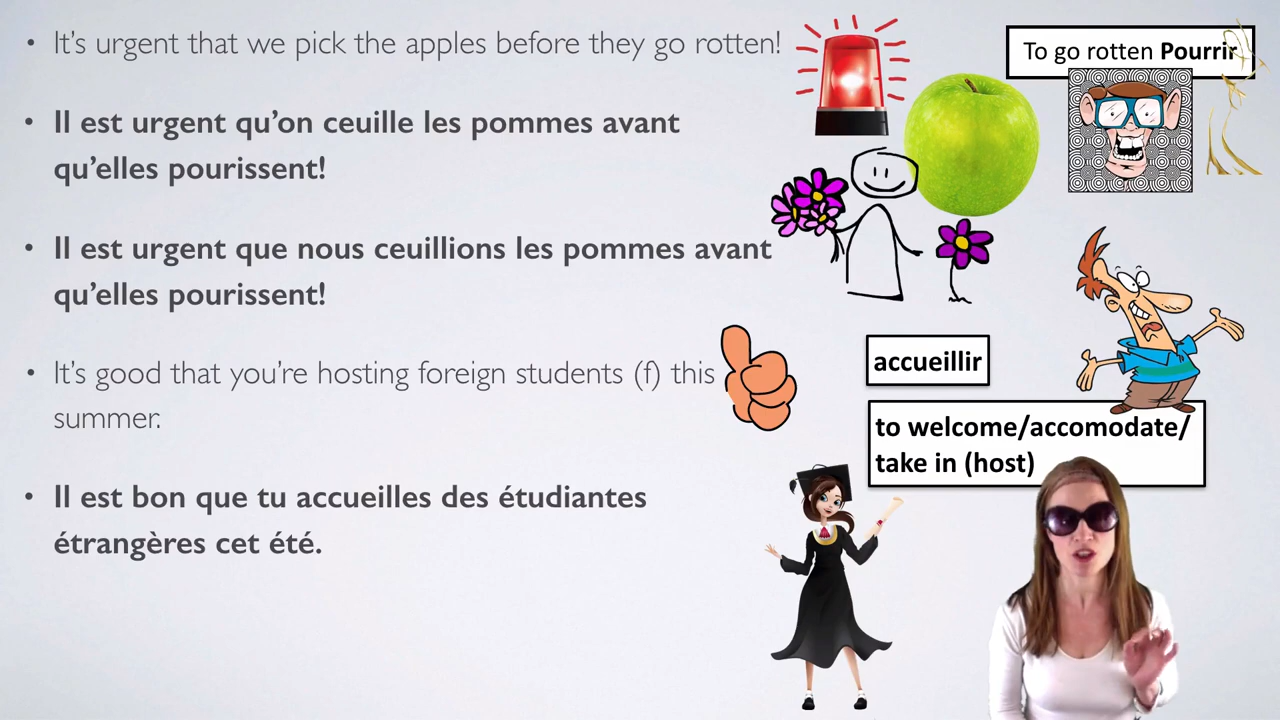 • It's urgent that we pick the apples before they go rotten!
To go rotten Pourrir
• Il est urgent qu'on ceuille les pommes avant
qu'elles pourissent!
• Il est urgent que nous ceuillions les pommes avant
qu'elles pourissent!
• It's good that you're hosting foreign students (f) this
summer.
accueillir
to welcome/accomodate/
take in (host)
• Il est bon que tu accueilles des étudiantes
étrangères cet été.